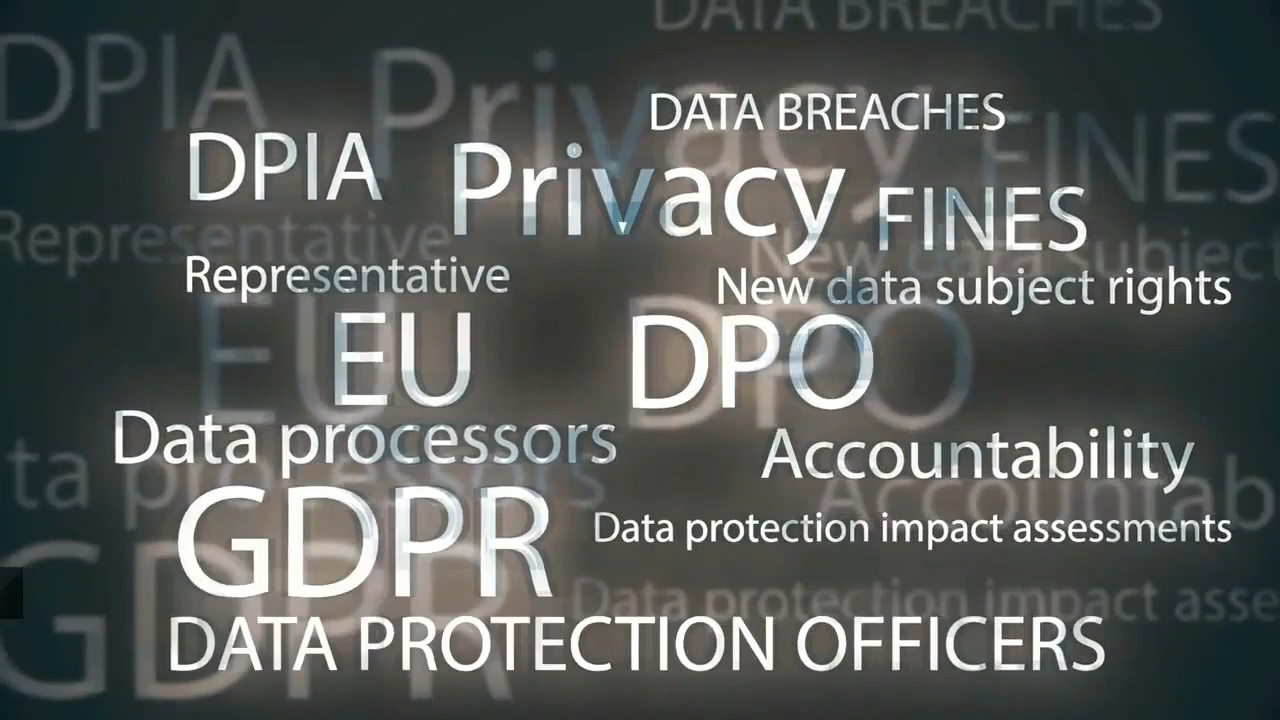 DATA BREACHES
DPIA
Privacy
FINES
Representative
New data subject rights
EU
DPO
Data processors
Accountability
GDPR
Data protection impact assessments
DATA PROTECTION OFFICERS